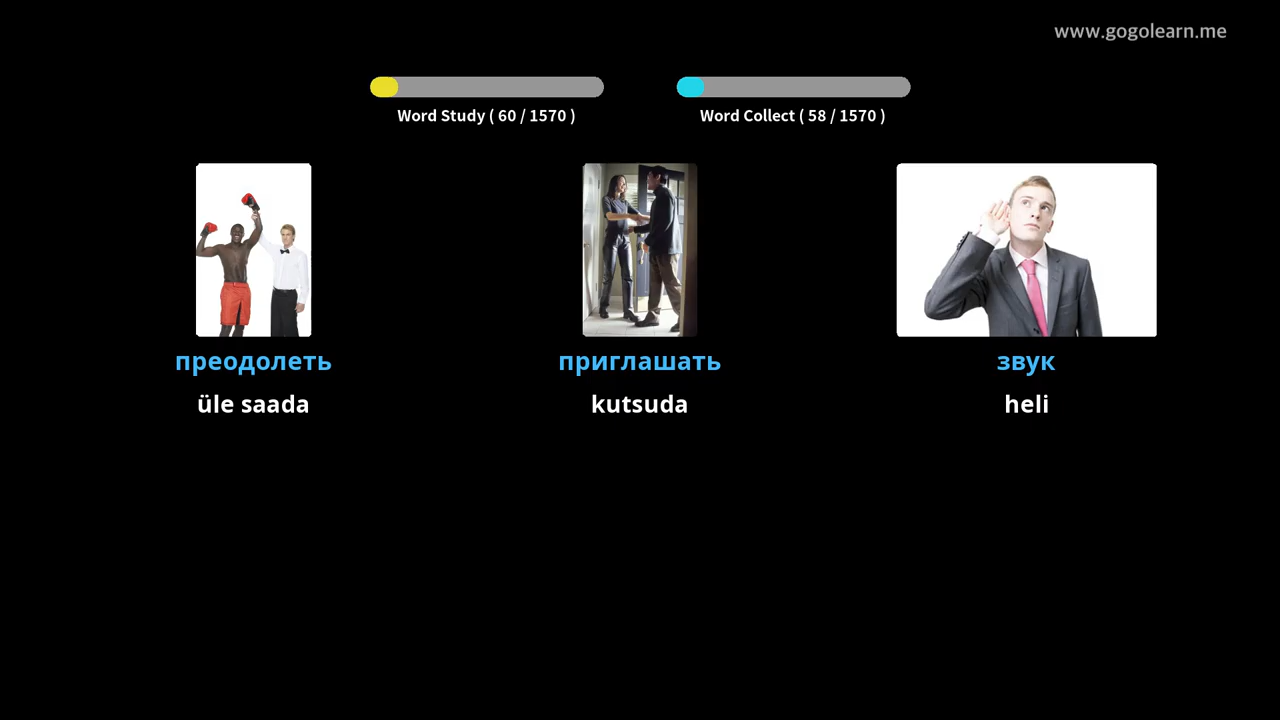 www.gogolearn.me
Word Study ( 60 / 1570 )
Word Collect ( 58 / 1570 )
преодолеть
üle saada
приглашать
kutsuda
звук
heli